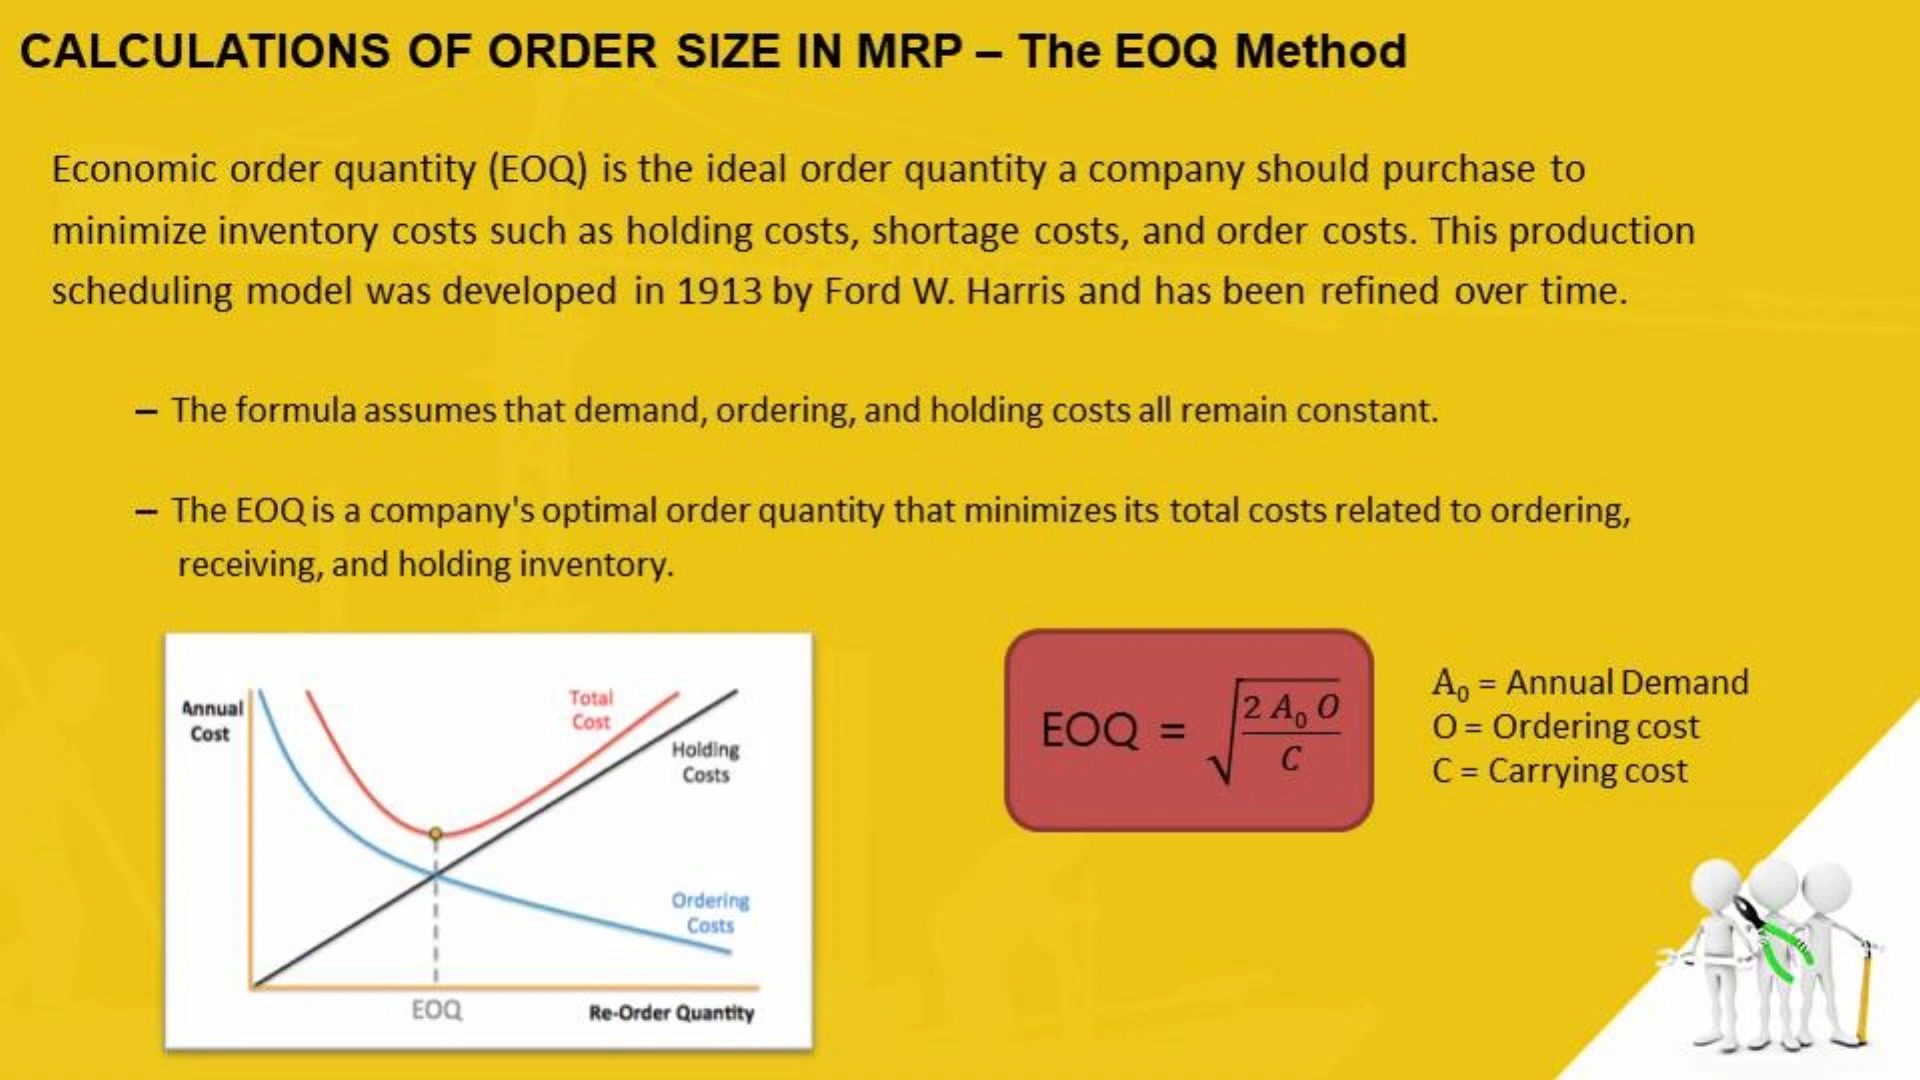 CALCULATIONS OF ORDER SIZE IN MRP – The EOQ Method
Economic order quantity (EOQ) is the ideal order quantity a company should purchase to
minimize inventory costs such as holding costs, shortage costs, and order costs. This production
scheduling model was developed in 1913 by Ford W. Harris and has been refined over time.
– The formula assumes that demand, ordering, and holding costs all remain constant.
– The EOQ is a company's optimal order quantity that minimizes its total costs related to ordering,
receiving, and holding inventory.
Annual
Cost
Total
Cost
Holding
Costs
Ordering
Costs
EOQ
Re-Order Quantity
EOQ = √(2 A₀ O / C)
A₀ = Annual Demand
O = Ordering cost
C = Carrying cost